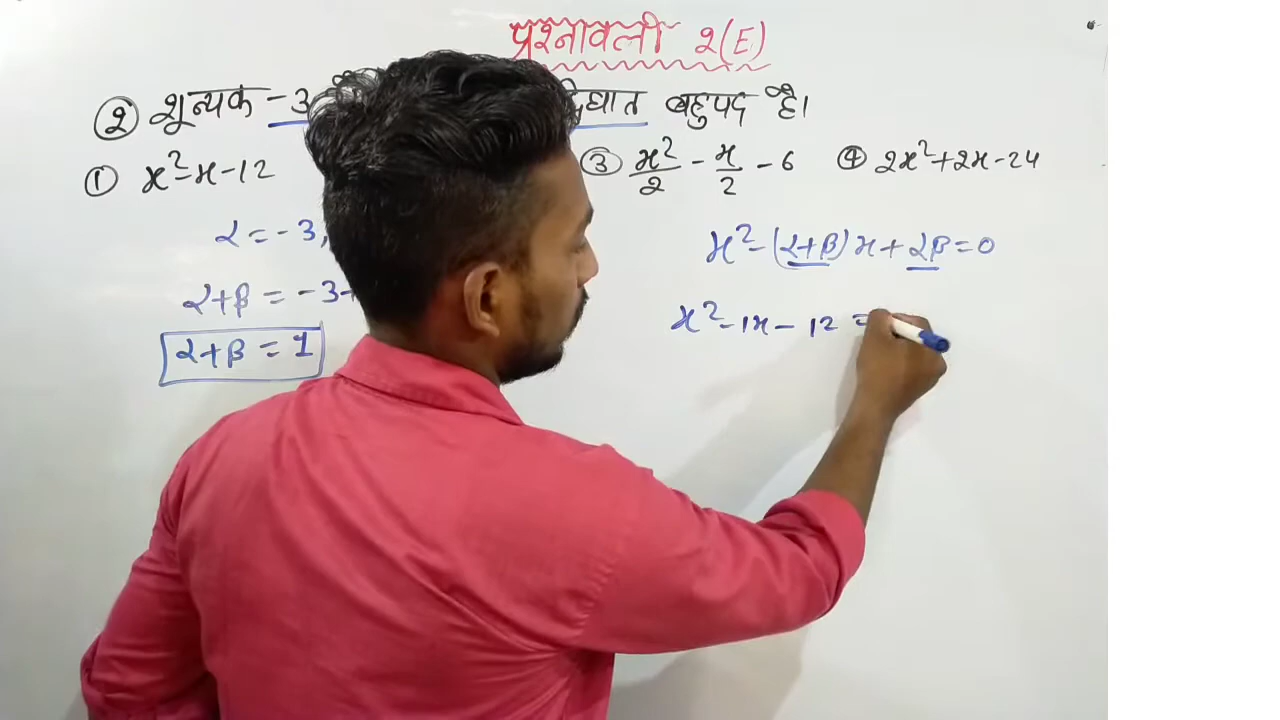 प्रश्नावली 2(E)
② शून्यक -3 द्विघात बहुपद है।
① x²-x-12 ③ x²/2 - x/2 - 6 ④ 2x²+2x-24
α = -3,
x²-(α+β)x+αβ=0
α+β = -3+
x²-1x-12 =
α+β = 1